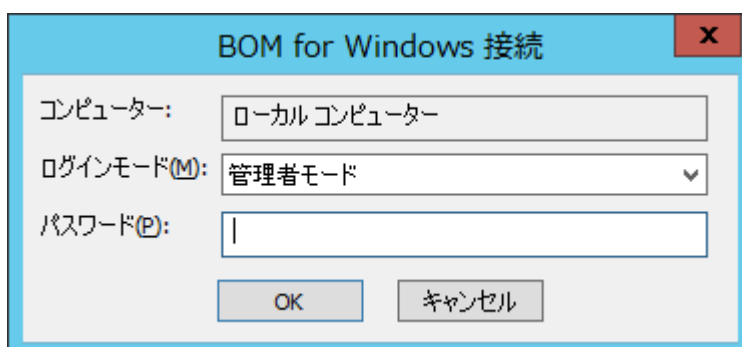 BOM for Windows 接続
コンピューター: ローカル コンピューター
ログインモード(M): 管理者モード
パスワード(P):
OK キャンセル